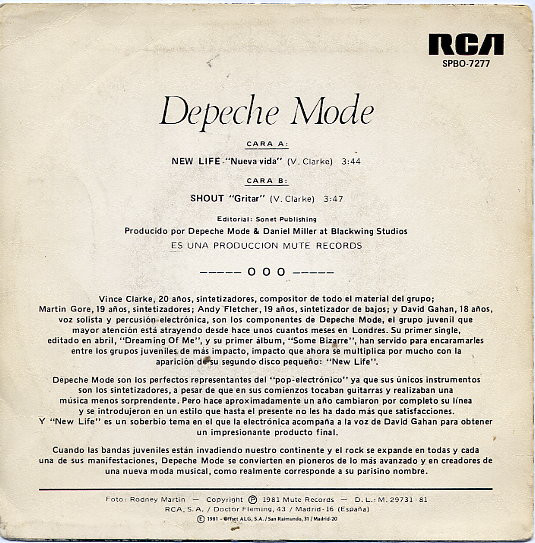 RCA
SPBO-7277
Depeche Mode
CARA A:
NEW LIFE -"Nueva vida" (V. Clarke) 3:44
CARA B:
SHOUT "Gritar" (V. Clarke) 3:47
Editorial: Sonet Publishing
Producido por Depeche Mode & Daniel Miller at Blackwing Studios
ES UNA PRODUCCION MUTE RECORDS
----- O O O -----
Vince Clarke, 20 años, sintetizadores, compositor de todo el material del grupo;
Martin Gore, 19 años, sintetizadores; Andy Fletcher, 19 años, sintetizador de bajos; y David Gahan, 18 años,
voz solista y percusión electrónica, son los componentes de Depeche Mode, el grupo juvenil que
mayor atención está atrayendo desde hace unos cuantos meses en Londres. Su primer single,
editado en abril, "Dreaming Of Me", y su primer álbum, "Some Bizarre", han servido para encaramarles
entre los grupos juveniles de más impacto, impacto que ahora se multiplica por mucho con la
aparición de su segundo disco pequeño: "New Life".
Depeche Mode son los perfectos representantes del "pop-electrónico" ya que sus únicos instrumentos
son los sintetizadores, a pesar de que en sus comienzos tocaban guitarras y realizaban una
música menos sorprendente. Pero hace aproximadamente un año cambiaron por completo su línea
y se introdujeron en un estilo que hasta el presente no les ha dado más que satisfacciones.
Y "New Life" es un soberbio tema en el que la electrónica acompaña a la voz de David Gahan para obtener
un impresionante producto final.
Cuando las bandas juveniles están invadiendo nuestro continente y el rock se expande en todas y cada
una de sus manifestaciones, Depeche Mode se convierten en pioneros de lo más avanzado y en creadores de
una nueva moda musical, como realmente corresponde a su parisino nombre.
Foto: Rodney Martin – Copyright Ⓟ 1981 Mute Records – D. L.: M. 29731 - 81
RCA, S.A. / Doctor Fleming, 43 / Madrid-16 (España)
Ⓔ 1981 - Offset ALG, S.A. / San Raimundo, 31 / Madrid-20